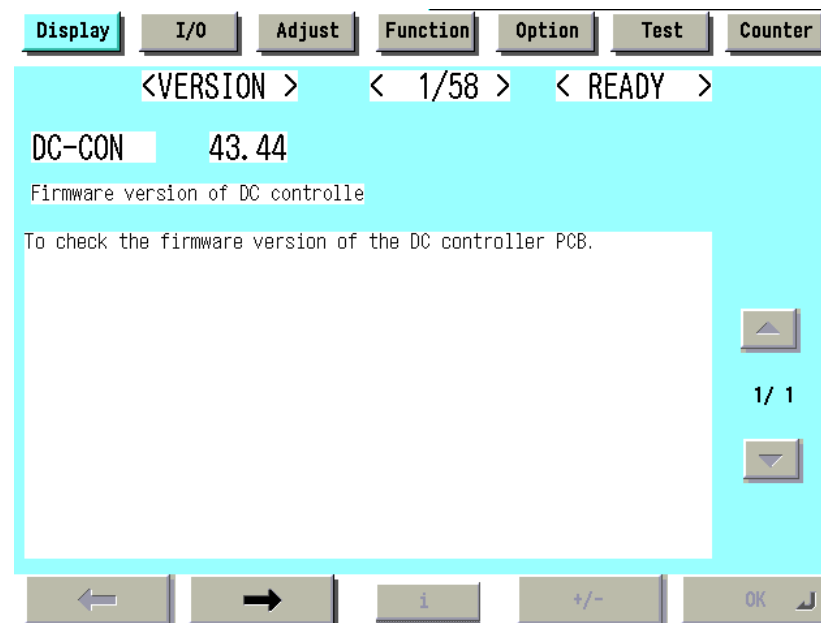 Display I/O Adjust Function Option Test Counter
<VERSION > < 1/58 > < READY >
DC-CON 43.44
Firmware version of DC controlle
To check the firmware version of the DC controller PCB.
1/ 1
i +/- OK